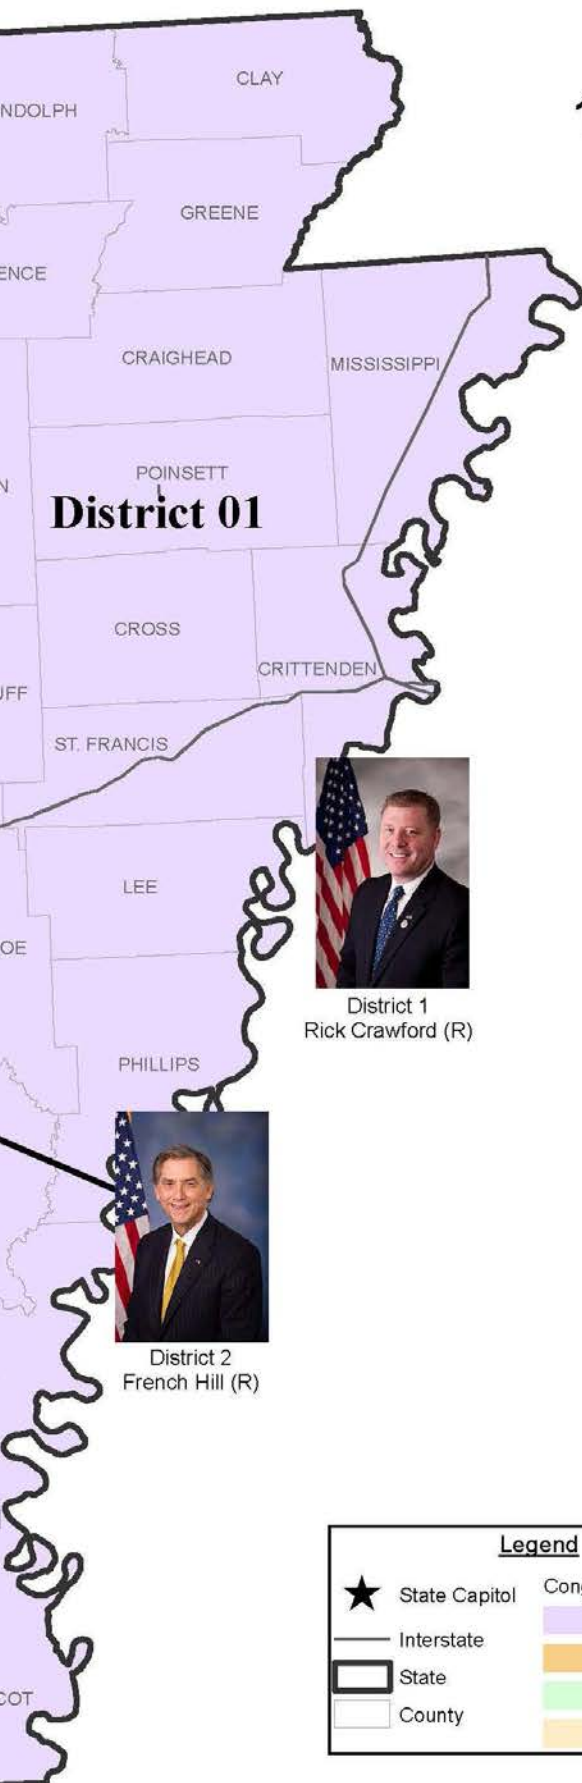 CLAY
NDOLPH
GREENE
ENCE
CRAIGHEAD
MISSISSIPPI
POINSETT
N
District 01
CROSS
CRITTENDEN
UFF
ST. FRANCIS
LEE
OE
District 1
Rick Crawford (R)
PHILLIPS
District 2
French Hill (R)
Legend
State Capitol
Cong
Interstate
State
County
COT